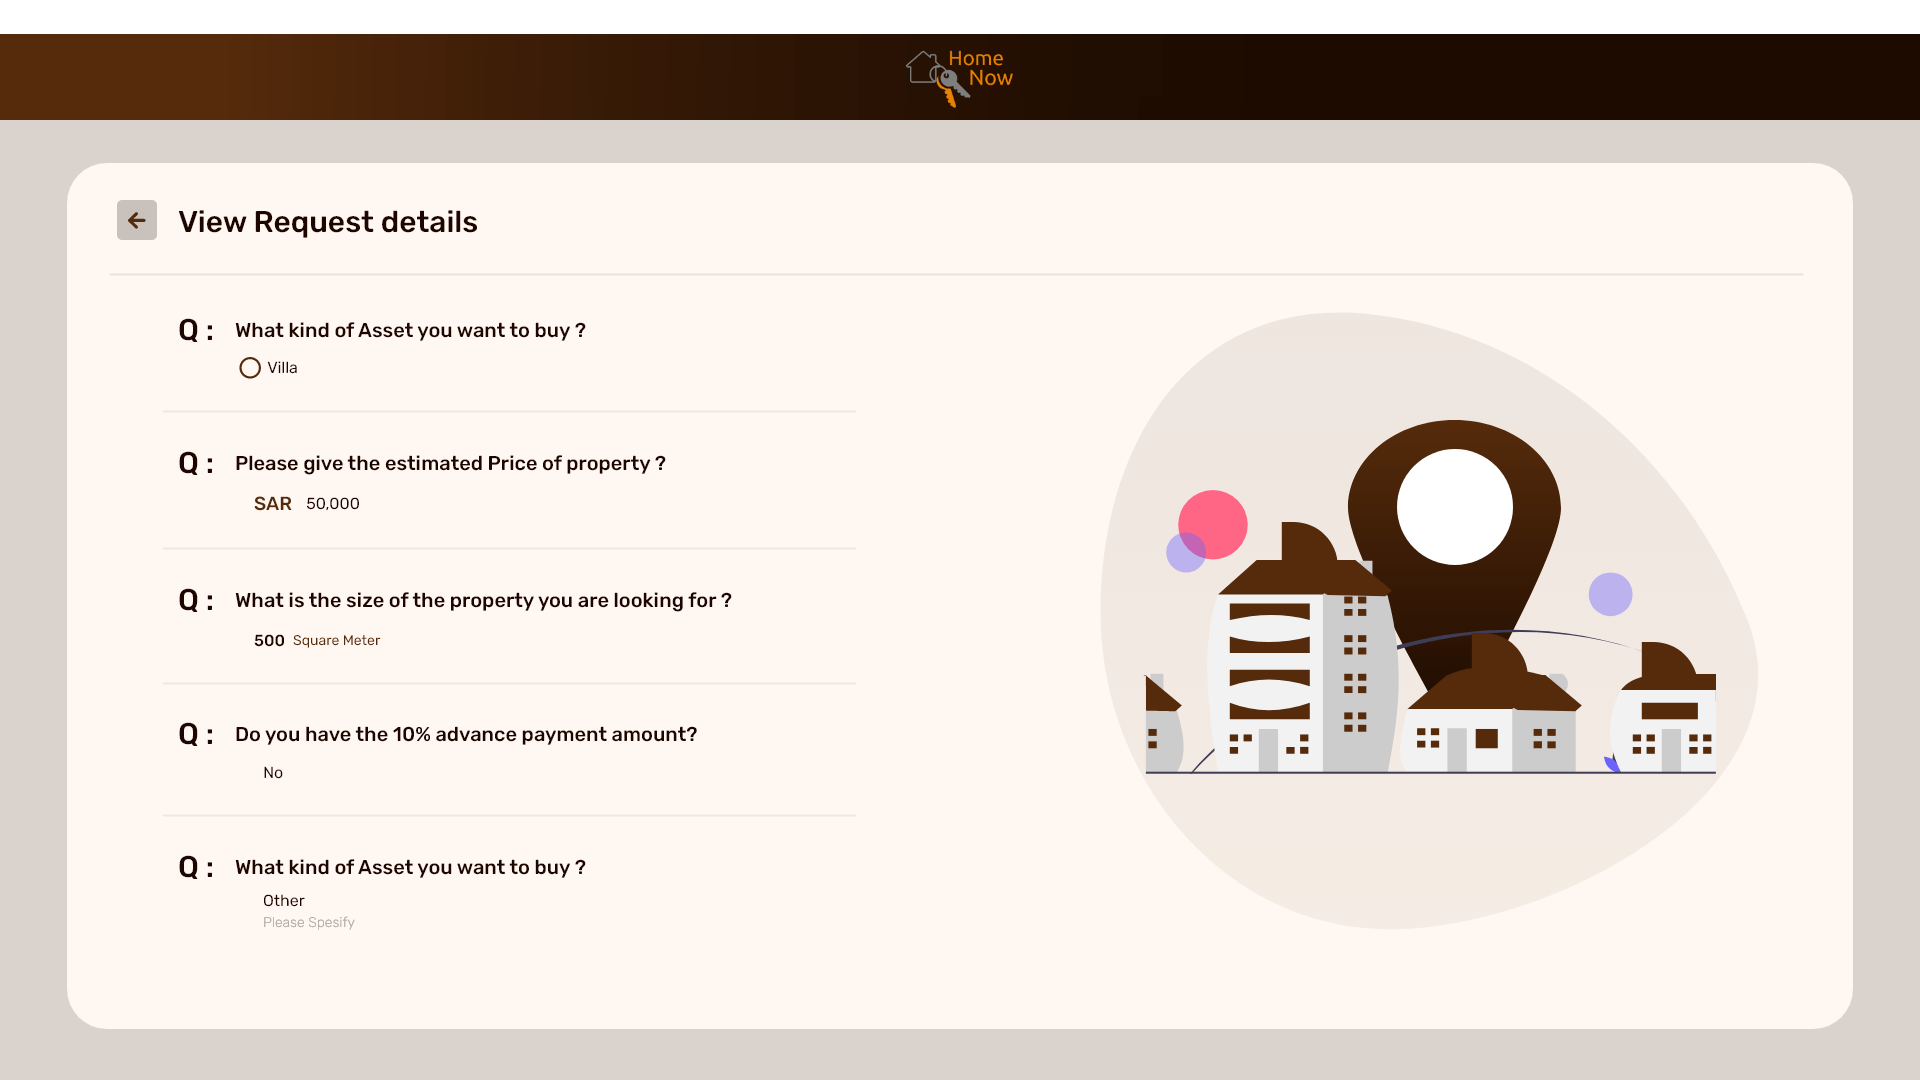 Home
Now
View Request details
Q : What kind of Asset you want to buy ?
Villa
Q : Please give the estimated Price of property ?
SAR 50,000
Q : What is the size of the property you are looking for ?
500 Square Meter
Q : Do you have the 10% advance payment amount?
No
Q : What kind of Asset you want to buy ?
Other
Please Spesify